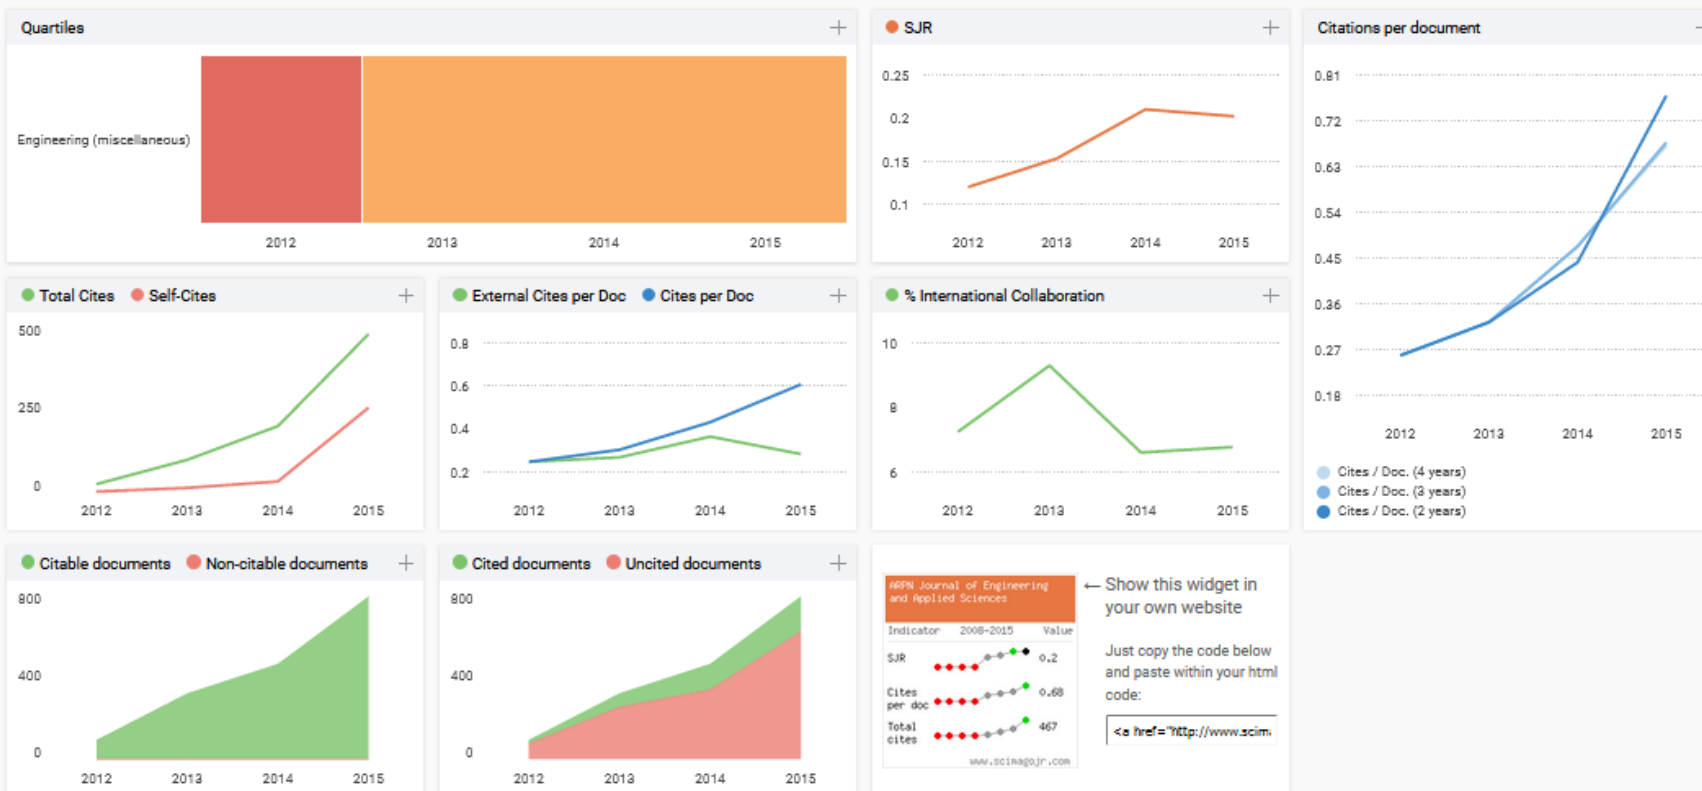 Quartiles
Engineering (miscellaneous)
2012 2013 2014 2015
SJR
0.25
0.2
0.15
0.1
2012 2013 2014 2015
Citations per document
0.81
0.72
0.63
0.54
0.45
0.36
0.27
0.18
2012 2013 2014 2015
Cites / Doc. (4 years)
Cites / Doc. (3 years)
Cites / Doc. (2 years)
Total Cites Self-Cites
500
250
0
2012 2013 2014 2015
External Cites per Doc Cites per Doc
0.8
0.6
0.4
0.2
2012 2013 2014 2015
% International Collaboration
10
8
6
2012 2013 2014 2015
Citable documents Non-citable documents
800
400
0
2012 2013 2014 2015
Cited documents Uncited documents
800
400
0
2012 2013 2014 2015
ARPN Journal of Engineering
and Applied Sciences
Indicator 2008-2015 Value
SJR 0.2
Cites
per doc 0.68
Total
cites 467
www.scimagojr.com
← Show this widget in
your own website
Just copy the code below
and paste within your html
code:
<a href="http://www.scim